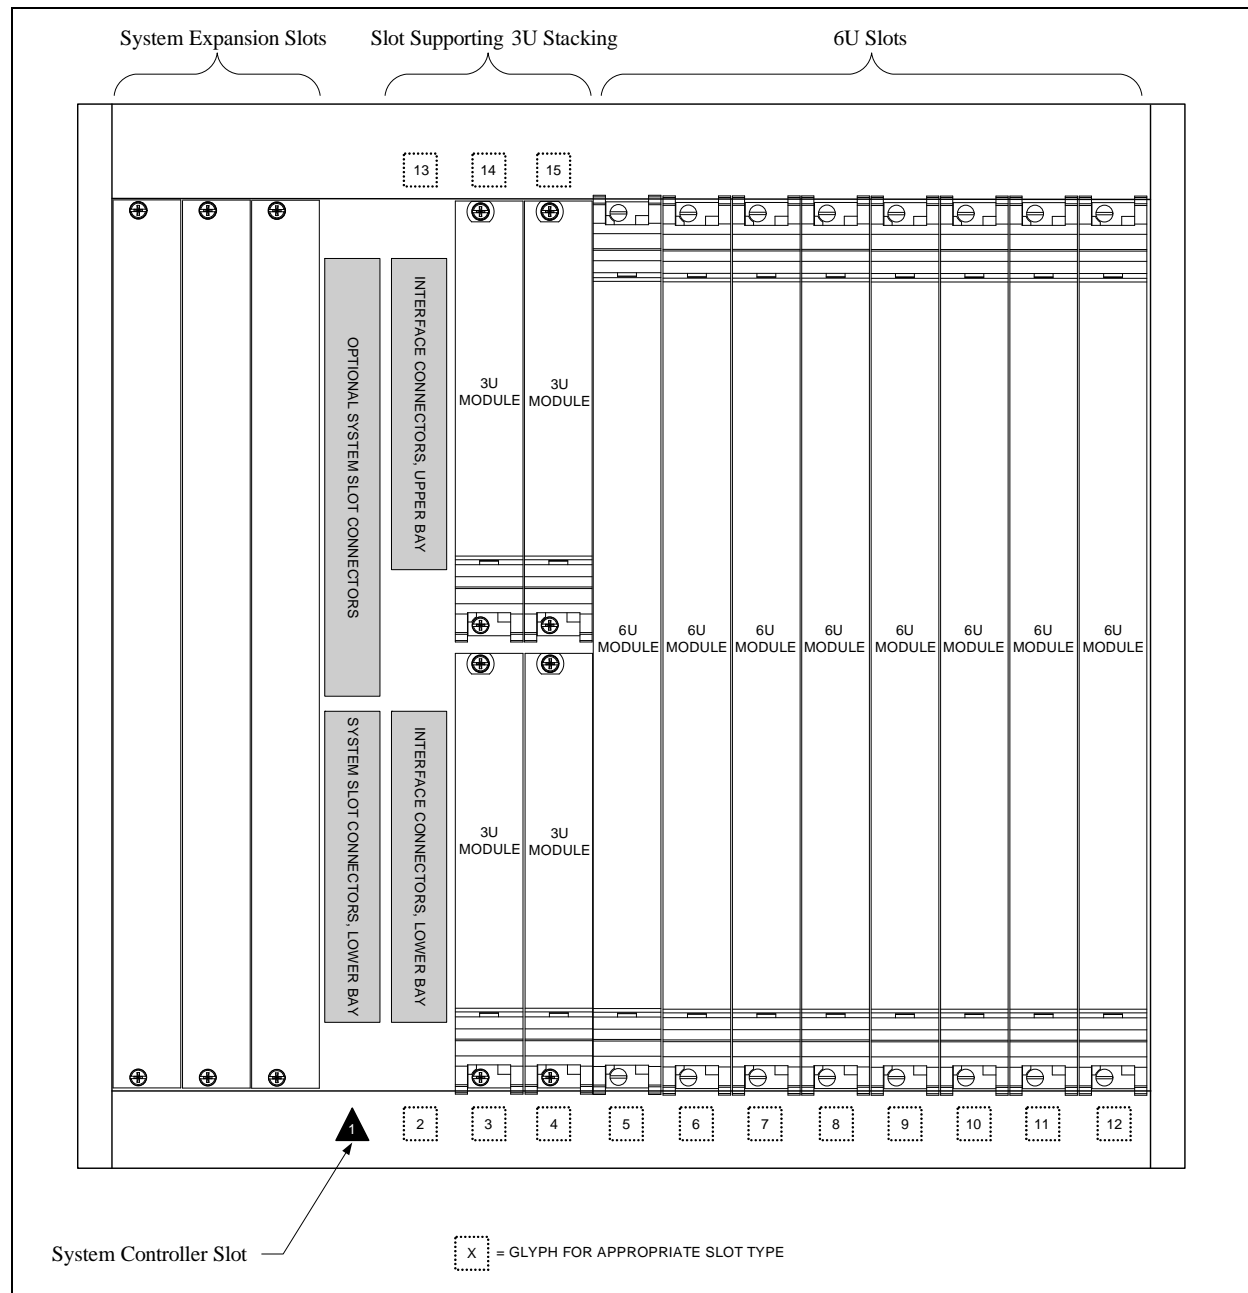 System Expansion Slots
Slot Supporting 3U Stacking
6U Slots
13
14
15
OPTIONAL SYSTEM SLOT CONNECTORS
INTERFACE CONNECTORS, UPPER BAY
3U
MODULE
3U
MODULE
6U
MODULE
6U
MODULE
6U
MODULE
6U
MODULE
6U
MODULE
6U
MODULE
6U
MODULE
6U
MODULE
SYSTEM SLOT CONNECTORS, LOWER BAY
INTERFACE CONNECTORS, LOWER BAY
3U
MODULE
3U
MODULE
1
2
3
4
5
6
7
8
9
10
11
12
System Controller Slot
X = GLYPH FOR APPROPRIATE SLOT TYPE